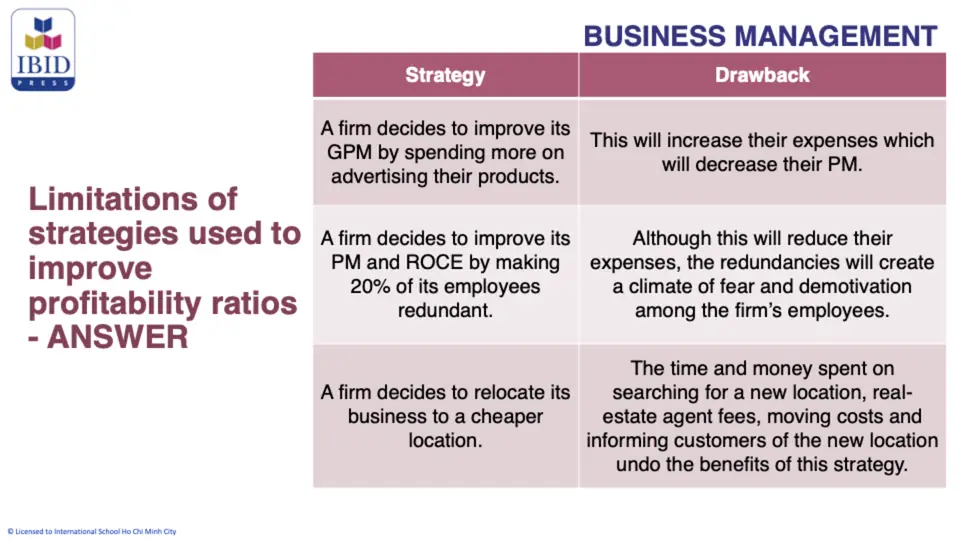 IBID
PRESS
BUSINESS MANAGEMENT
Limitations of
strategies used to
improve
profitability ratios
- ANSWER
Strategy
Drawback
A firm decides to improve its
GPM by spending more on
advertising their products.
This will increase their expenses which
will decrease their PM.
A firm decides to improve its
PM and ROCE by making
20% of its employees
redundant.
Although this will reduce their
expenses, the redundancies will create
a climate of fear and demotivation
among the firm’s employees.
A firm decides to relocate its
business to a cheaper
location.
The time and money spent on
searching for a new location, real-
estate agent fees, moving costs and
informing customers of the new location
undo the benefits of this strategy.
© Licensed to International School Ho Chi Minh City